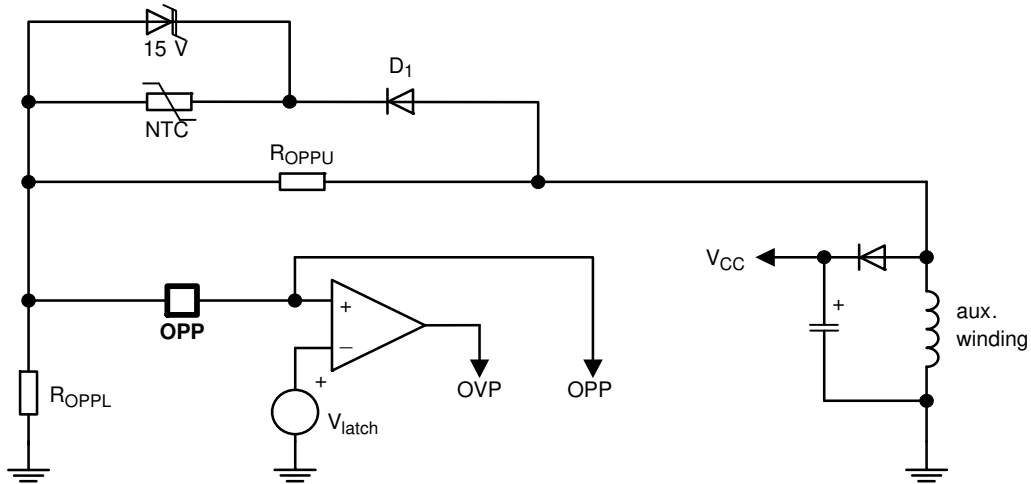 15 V
D1
NTC
ROPPU
VCC
+
aux.
winding
OPP
+
−
+
Vlatch
OVP
OPP
ROPPL